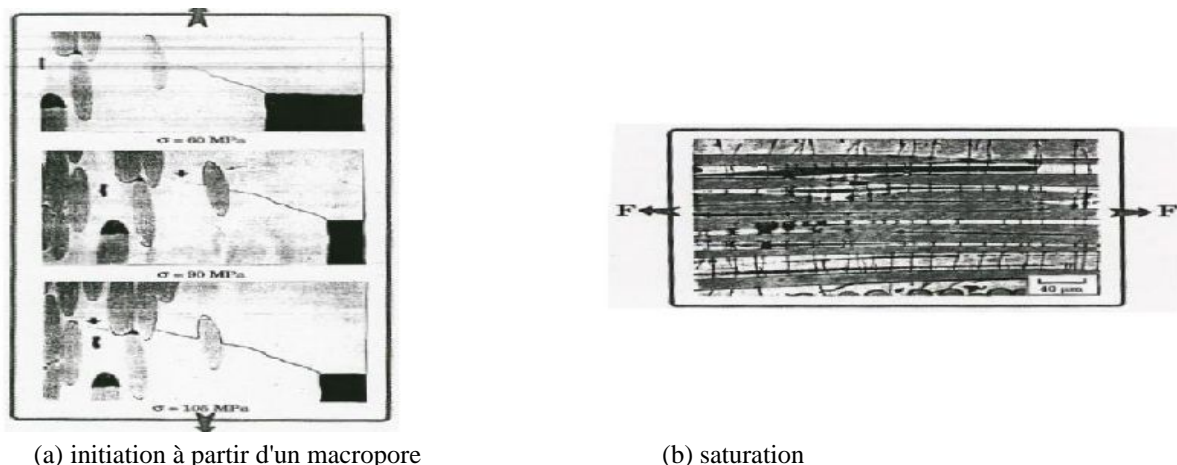 σ = 60 MPa
σ = 90 MPa
σ = 105 MPa
F
F
40 μm
(a) initiation à partir d'un macropore
(b) saturation